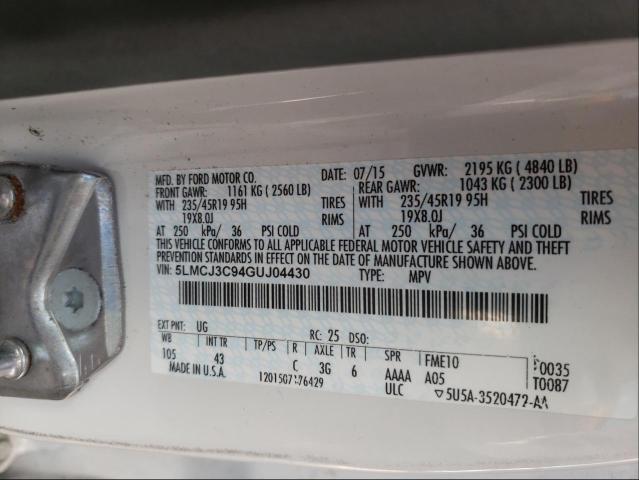 MFD. BY FORD MOTOR CO. DATE: 07/15 GVWR: 2195 KG ( 4840 LB)
FRONT GAWR: 1161 KG ( 2560 LB) REAR GAWR: 1043 KG ( 2300 LB)
WITH 235/45R19 95H TIRES WITH 235/45R19 95H TIRES
19X8.0J RIMS 19X8.0J RIMS
AT 250 kPa/ 36 PSI COLD AT 250 kPa/ 36 PSI COLD
THIS VEHICLE CONFORMS TO ALL APPLICABLE FEDERAL MOTOR VEHICLE SAFETY AND THEFT
PREVENTION STANDARDS IN EFFECT ON THE DATE OF MANUFACTURE SHOWN ABOVE.
VIN: 5LMCJ3C94GUJ04430 TYPE: MPV
EXT PNT: UG RC: 25 DSO:
WB INT TR TP/PS R AXLE TR SPR FME10 0035
105 43 C 3G 6 AAAA A05 T0087
MADE IN U.S.A. ULC ▽5U5A-3520472-AA